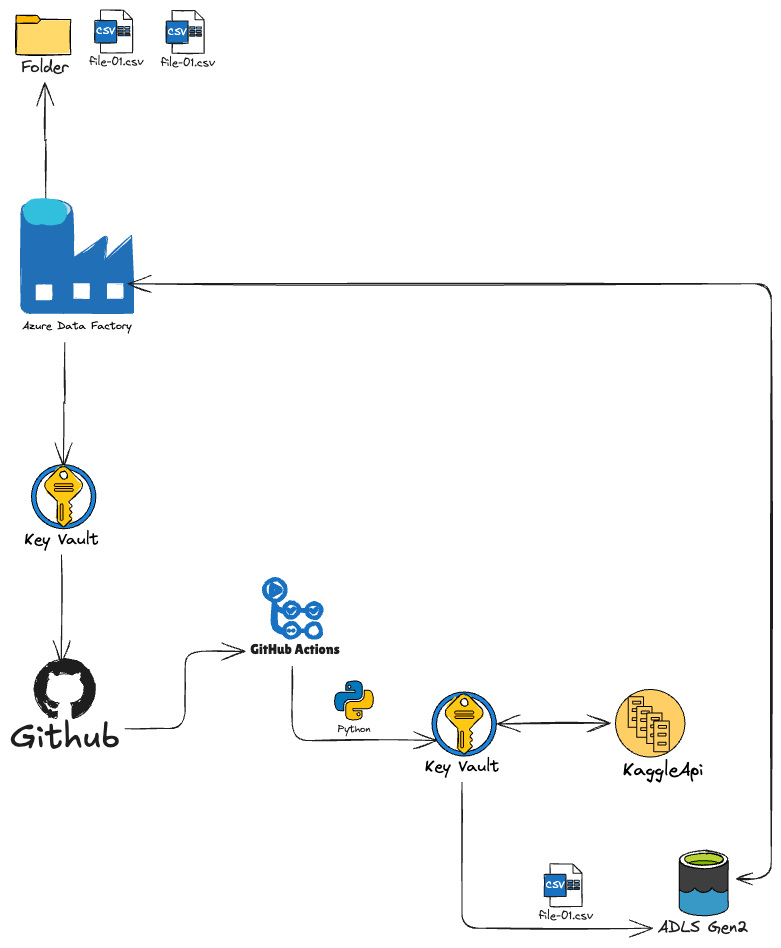 CSV
CSV
Folder
file-01.csv
file-01.csv
Azure Data Factory
Key Vault
GitHub Actions
Python
Github
Key Vault
KaggleApi
CSV
file-01.csv
ADLS Gen2